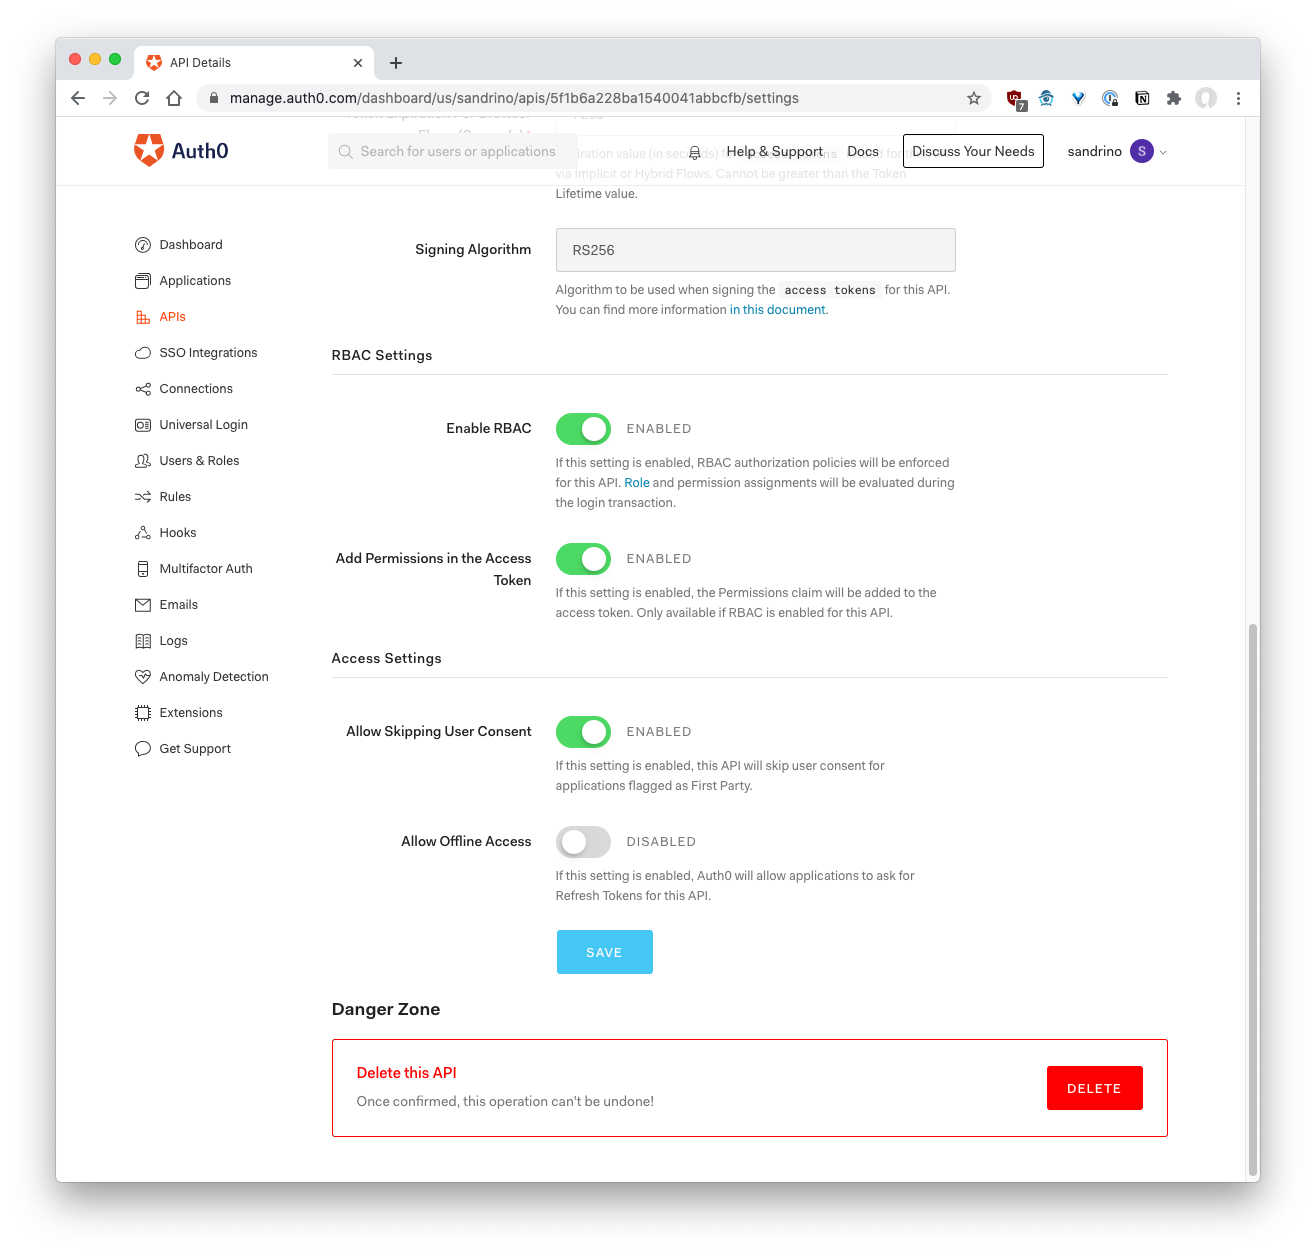 API Details
manage.auth0.com/dashboard/us/sandrino/apis/5f1b6a228ba1540041abbcfb/settings
7
Auth0
Search for users or applications
Help & Support
Docs
Discuss Your Needs
sandrino
S
via Implicit or Hybrid Flows. Cannot be greater than the Token
Lifetime value.
Dashboard
Applications
APIs
SSO Integrations
Connections
Universal Login
Users & Roles
Rules
Hooks
Multifactor Auth
Emails
Logs
Anomaly Detection
Extensions
Get Support
Signing Algorithm
RS256
Algorithm to be used when signing the access tokens for this API.
You can find more information in this document.
RBAC Settings
Enable RBAC
ENABLED
If this setting is enabled, RBAC authorization policies will be enforced
for this API. Role and permission assignments will be evaluated during
the login transaction.
Add Permissions in the Access
Token
ENABLED
If this setting is enabled, the Permissions claim will be added to the
access token. Only available if RBAC is enabled for this API.
Access Settings
Allow Skipping User Consent
ENABLED
If this setting is enabled, this API will skip user consent for
applications flagged as First Party.
Allow Offline Access
DISABLED
If this setting is enabled, Auth0 will allow applications to ask for
Refresh Tokens for this API.
SAVE
Danger Zone
Delete this API
Once confirmed, this operation can't be undone!
DELETE